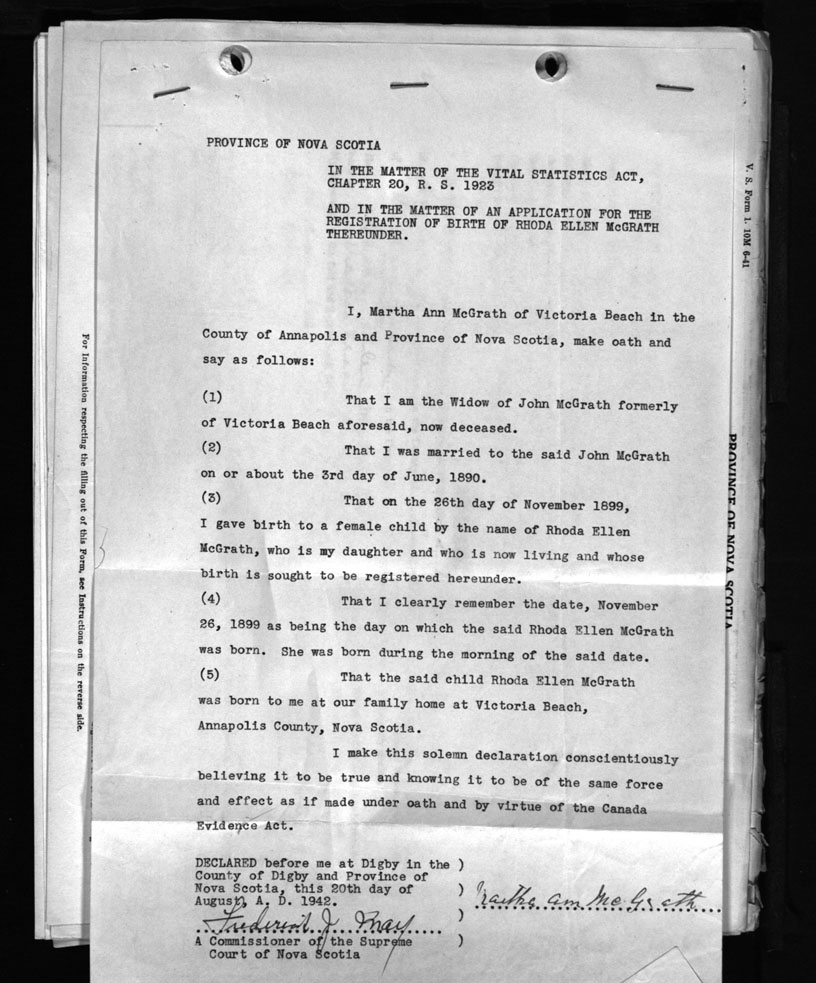 PROVINCE OF NOVA SCOTIA
IN THE MATTER OF THE VITAL STATISTICS ACT,
CHAPTER 20, R. S. 1923
AND IN THE MATTER OF AN APPLICATION FOR THE
REGISTRATION OF BIRTH OF RHODA ELLEN McGRATH
THEREUNDER.
I, Martha Ann McGrath of Victoria Beach in the
County of Annapolis and Province of Nova Scotia, make oath and
say as follows:
(1) That I am the Widow of John McGrath formerly
of Victoria Beach aforesaid, now deceased.
(2) That I was married to the said John McGrath
on or about the 3rd day of June, 1890.
(3) That on the 26th day of November 1899,
I gave birth to a female child by the name of Rhoda Ellen
McGrath, who is my daughter and who is now living and whose
birth is sought to be registered hereunder.
(4) That I clearly remember the date, November
26, 1899 as being the day on which the said Rhoda Ellen McGrath
was born. She was born during the morning of the said date.
(5) That the said child Rhoda Ellen McGrath
was born to me at our family home at Victoria Beach,
Annapolis County, Nova Scotia.
I make this solemn declaration conscientiously
believing it to be true and knowing it to be of the same force
and effect as if made under oath and by virtue of the Canada
Evidence Act.
DECLARED before me at Digby in the )
County of Digby and Province of
Nova Scotia, this 20th day of )
August, A. D. 1942.
Martha Ann McGrath
)
Frederick J. May
A Commissioner of the Supreme )
Court of Nova Scotia
For Information respecting the filling out of this Form, see Instructions on the reverse side.
V. S. Form 1. 10M 6-41
PROVINCE OF NOVA SCOTIA